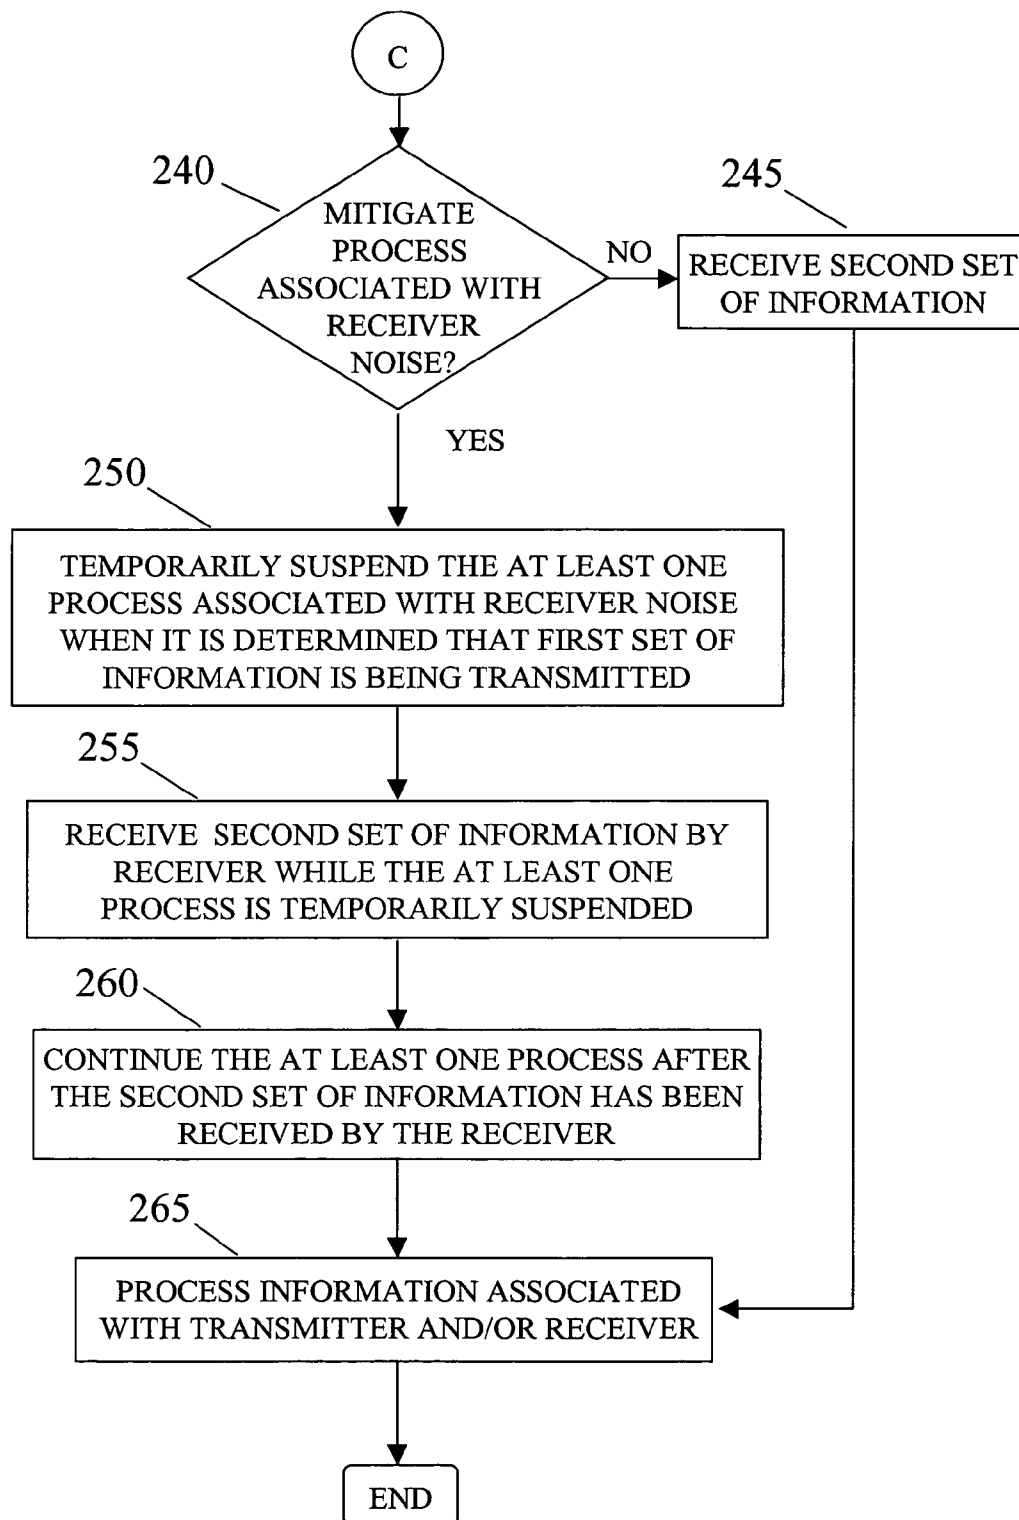 C
240
MITIGATE
PROCESS
ASSOCIATED WITH
RECEIVER
NOISE?
NO
245
RECEIVE SECOND SET
OF INFORMATION
YES
250
TEMPORARILY SUSPEND THE AT LEAST ONE
PROCESS ASSOCIATED WITH RECEIVER NOISE
WHEN IT IS DETERMINED THAT FIRST SET OF
INFORMATION IS BEING TRANSMITTED
255
RECEIVE SECOND SET OF INFORMATION BY
RECEIVER WHILE THE AT LEAST ONE
PROCESS IS TEMPORARILY SUSPENDED
260
CONTINUE THE AT LEAST ONE PROCESS AFTER
THE SECOND SET OF INFORMATION HAS BEEN
RECEIVED BY THE RECEIVER
265
PROCESS INFORMATION ASSOCIATED
WITH TRANSMITTER AND/OR RECEIVER
END